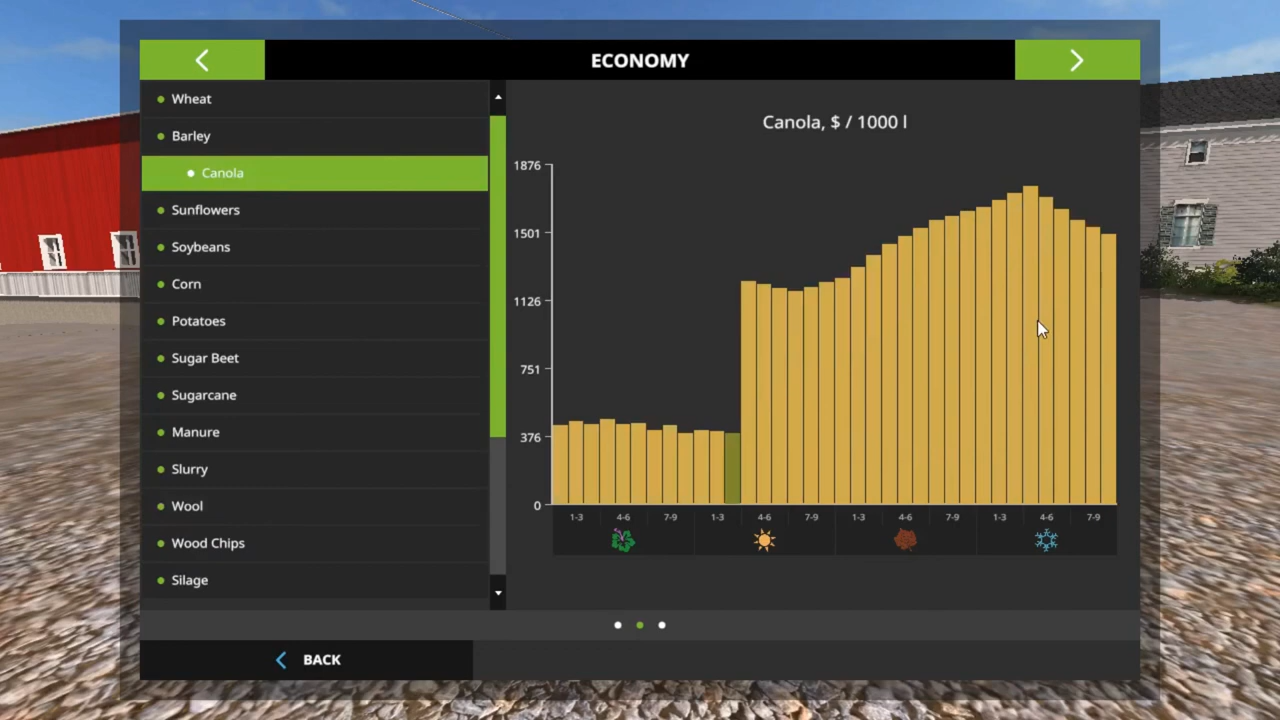 ECONOMY
Wheat
Barley
Canola
Sunflowers
Soybeans
Corn
Potatoes
Sugar Beet
Sugarcane
Manure
Slurry
Wool
Wood Chips
Silage
Canola, $ / 1000 l
1876
1501
1126
751
376
0
1-3 4-6 7-9 1-3 4-6 7-9 1-3 4-6 7-9 1-3 4-6 7-9
BACK